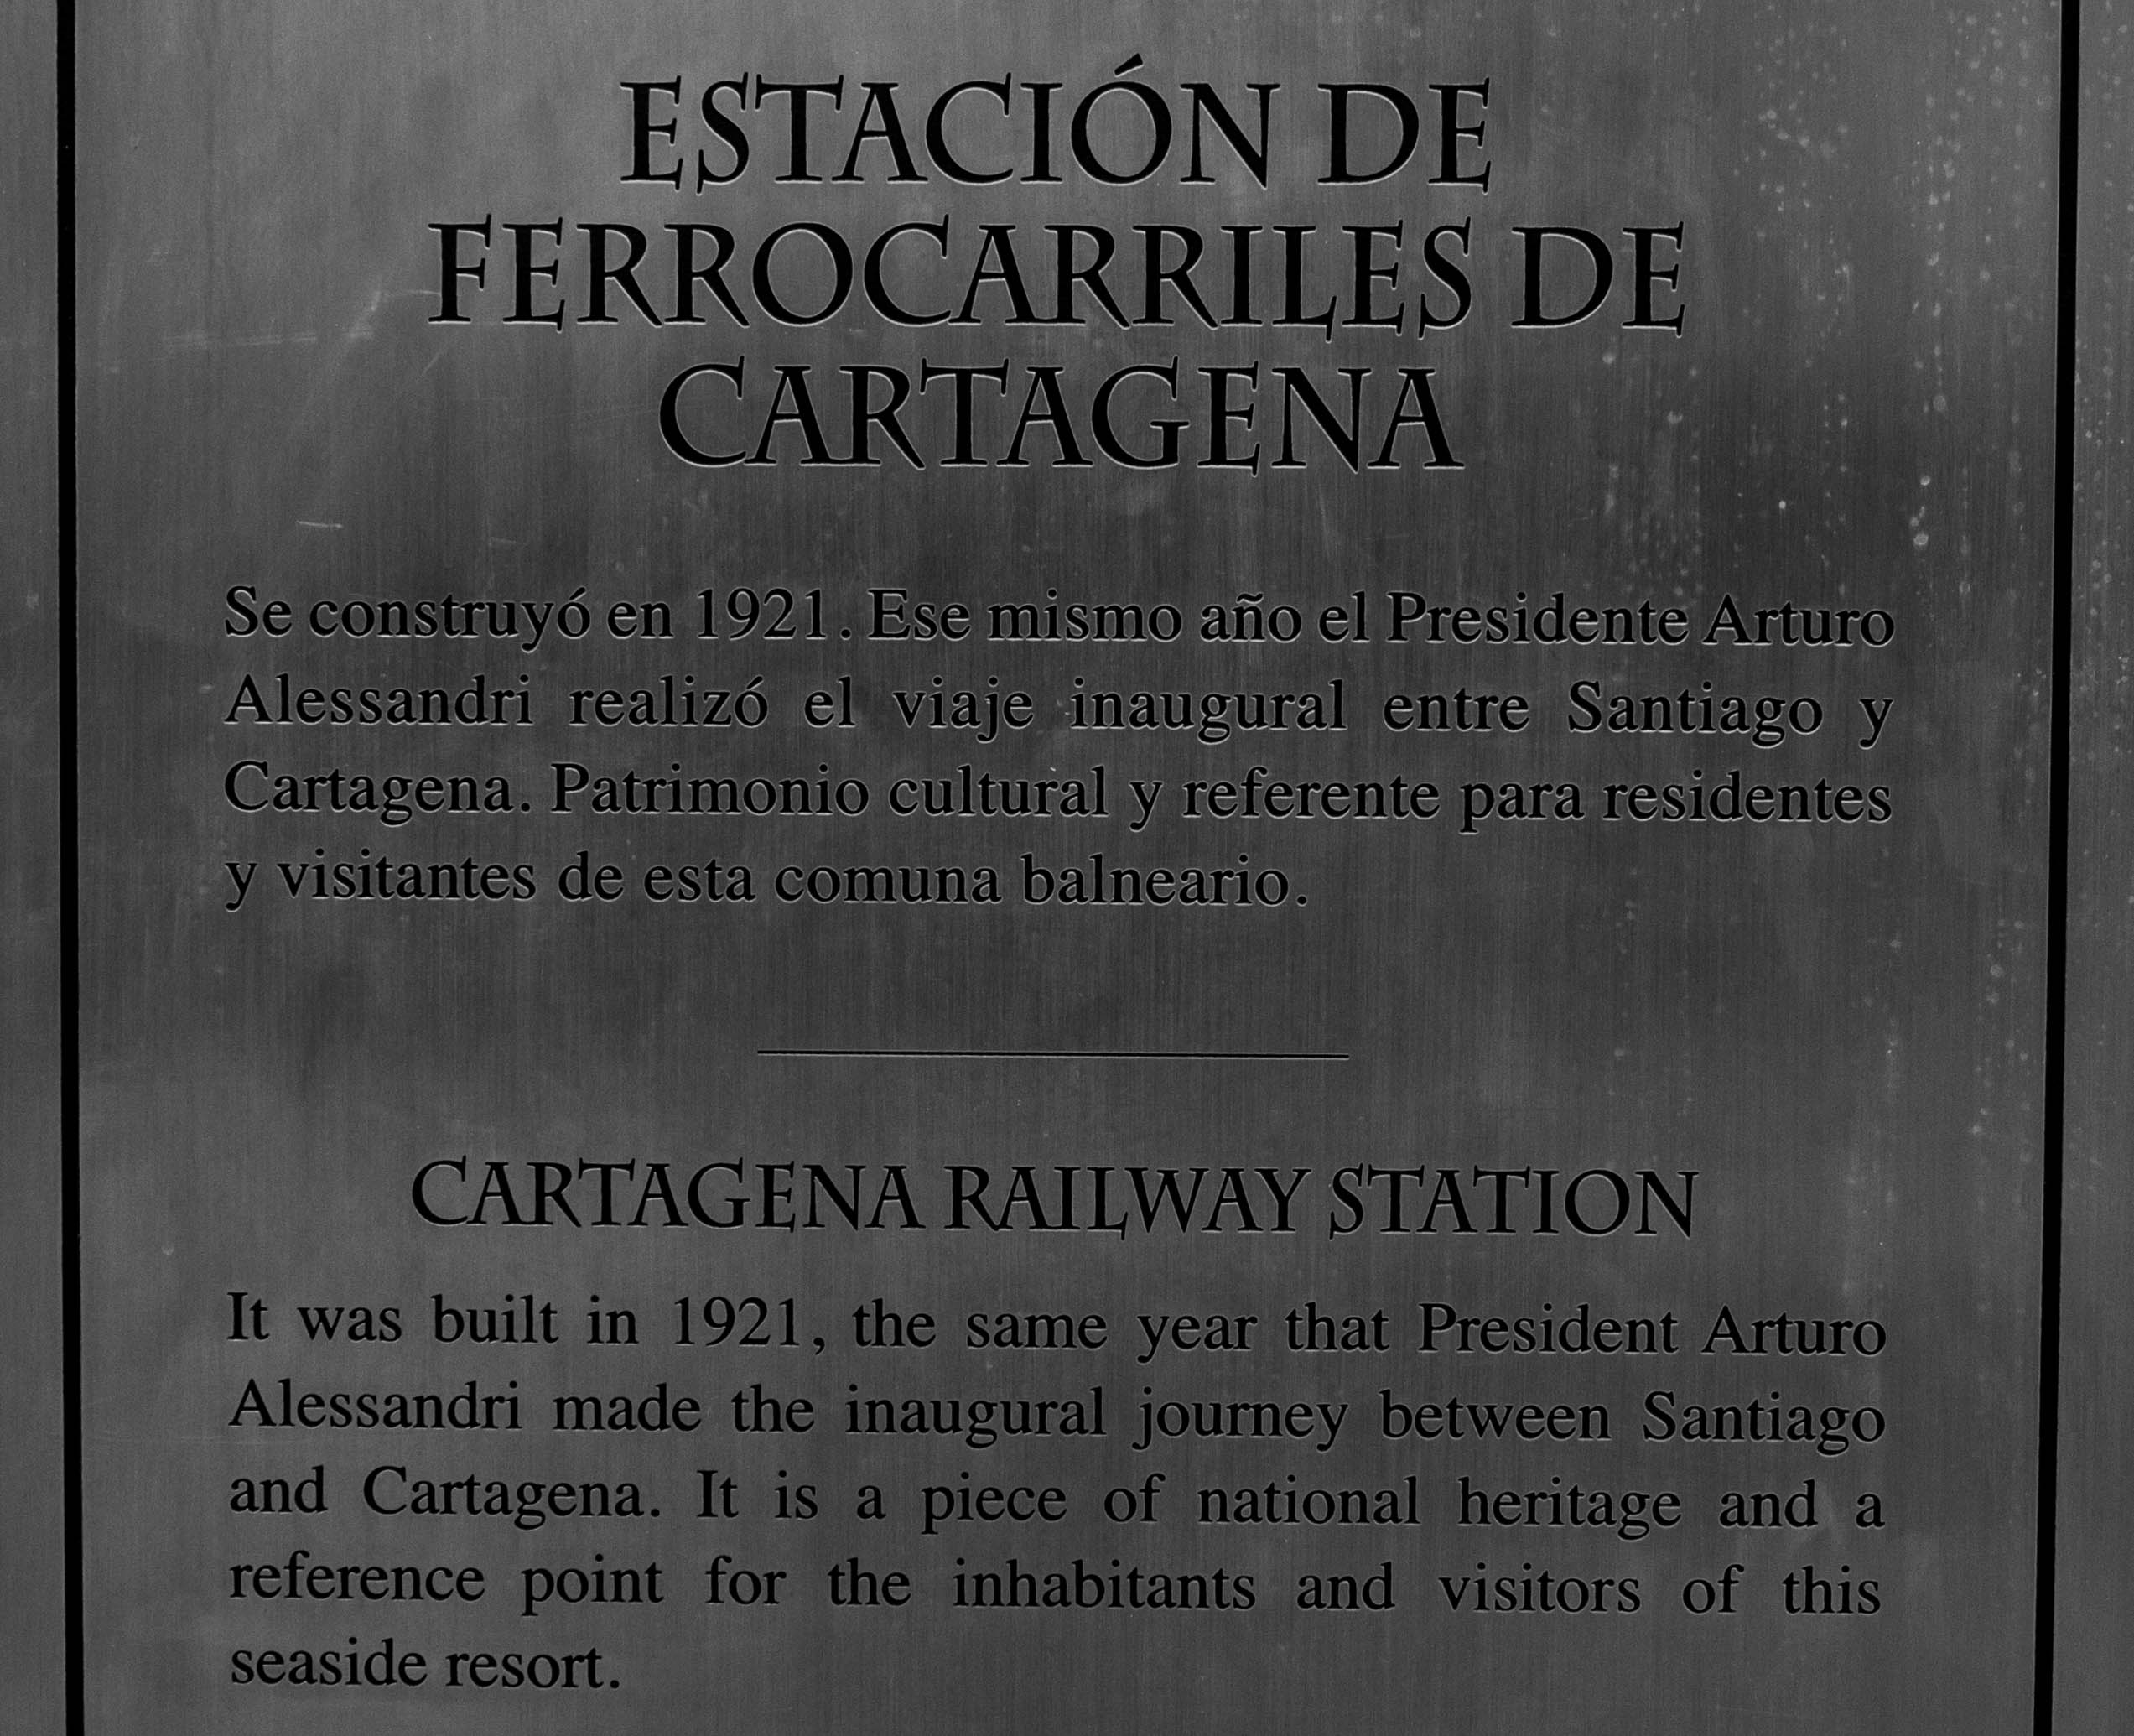 ESTACIÓN DE
FERROCARRILES DE
CARTAGENA
Se construyó en 1921. Ese mismo año el Presidente Arturo
Alessandri realizó el viaje inaugural entre Santiago y
Cartagena. Patrimonio cultural y referente para residentes
y visitantes de esta comuna balneario.
CARTAGENA RAILWAY STATION
It was built in 1921, the same year that President Arturo
Alessandri made the inaugural journey between Santiago
and Cartagena. It is a piece of national heritage and a
reference point for the inhabitants and visitors of this
seaside resort.